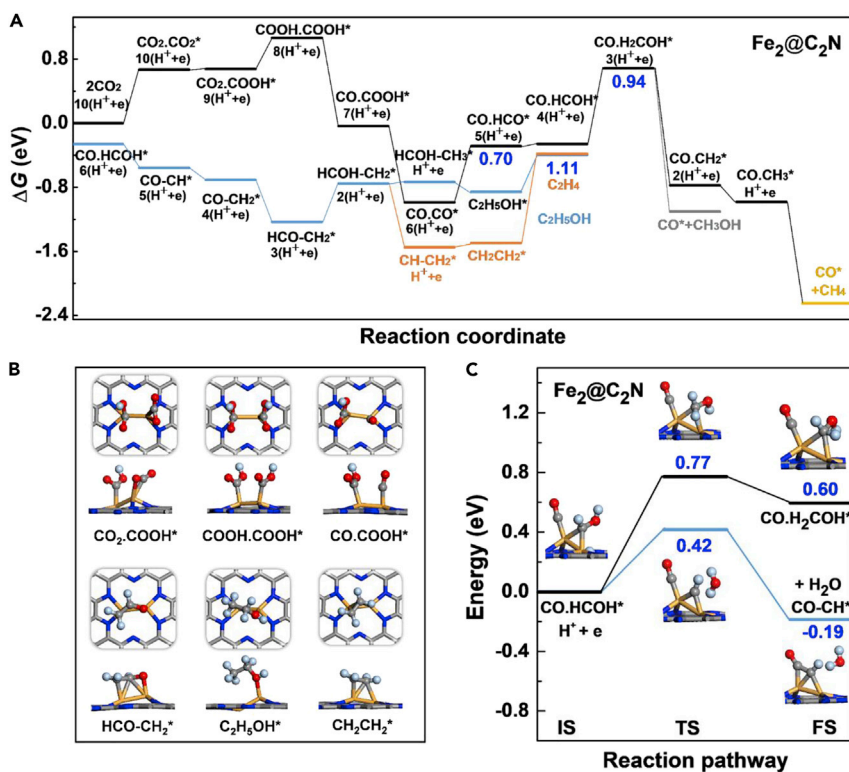 A
Fe2@C2N
ΔG (eV)
0.8
0.0
-0.8
-1.6
-2.4
2CO2
10(H⁺+e)
CO2.CO2*
10(H⁺+e)
CO2.COOH*
9(H⁺+e)
COOH.COOH*
8(H⁺+e)
CO.COOH*
7(H⁺+e)
CO.CO*
6(H⁺+e)
CO.HCO*
5(H⁺+e)
0.70
CO.HCOH*
4(H⁺+e)
CO.H2COH*
3(H⁺+e)
0.94
CO.CH2*
2(H⁺+e)
CO.CH3*
H⁺+e
CO*+CH3OH
CO*
+CH4
CO.HCOH*
6(H⁺+e)
CO-CH*
5(H⁺+e)
CO-CH2*
4(H⁺+e)
HCO-CH2*
3(H⁺+e)
HCOH-CH2*
2(H⁺+e)
HCOH-CH3*
H⁺+e
C2H5OH*
1.11
C2H4
C2H5OH
CH-CH2*
H⁺+e
CH2CH2*
Reaction coordinate
B
CO2.COOH*
COOH.COOH*
CO.COOH*
HCO-CH2*
C2H5OH*
CH2CH2*
C
Fe2@C2N
Energy (eV)
1.2
0.8
0.4
0.0
-0.4
-0.8
0.77
0.60
CO.H2COH*
0.42
CO.HCOH*
H⁺ + e
+ H2O
CO-CH*
-0.19
IS
TS
FS
Reaction pathway